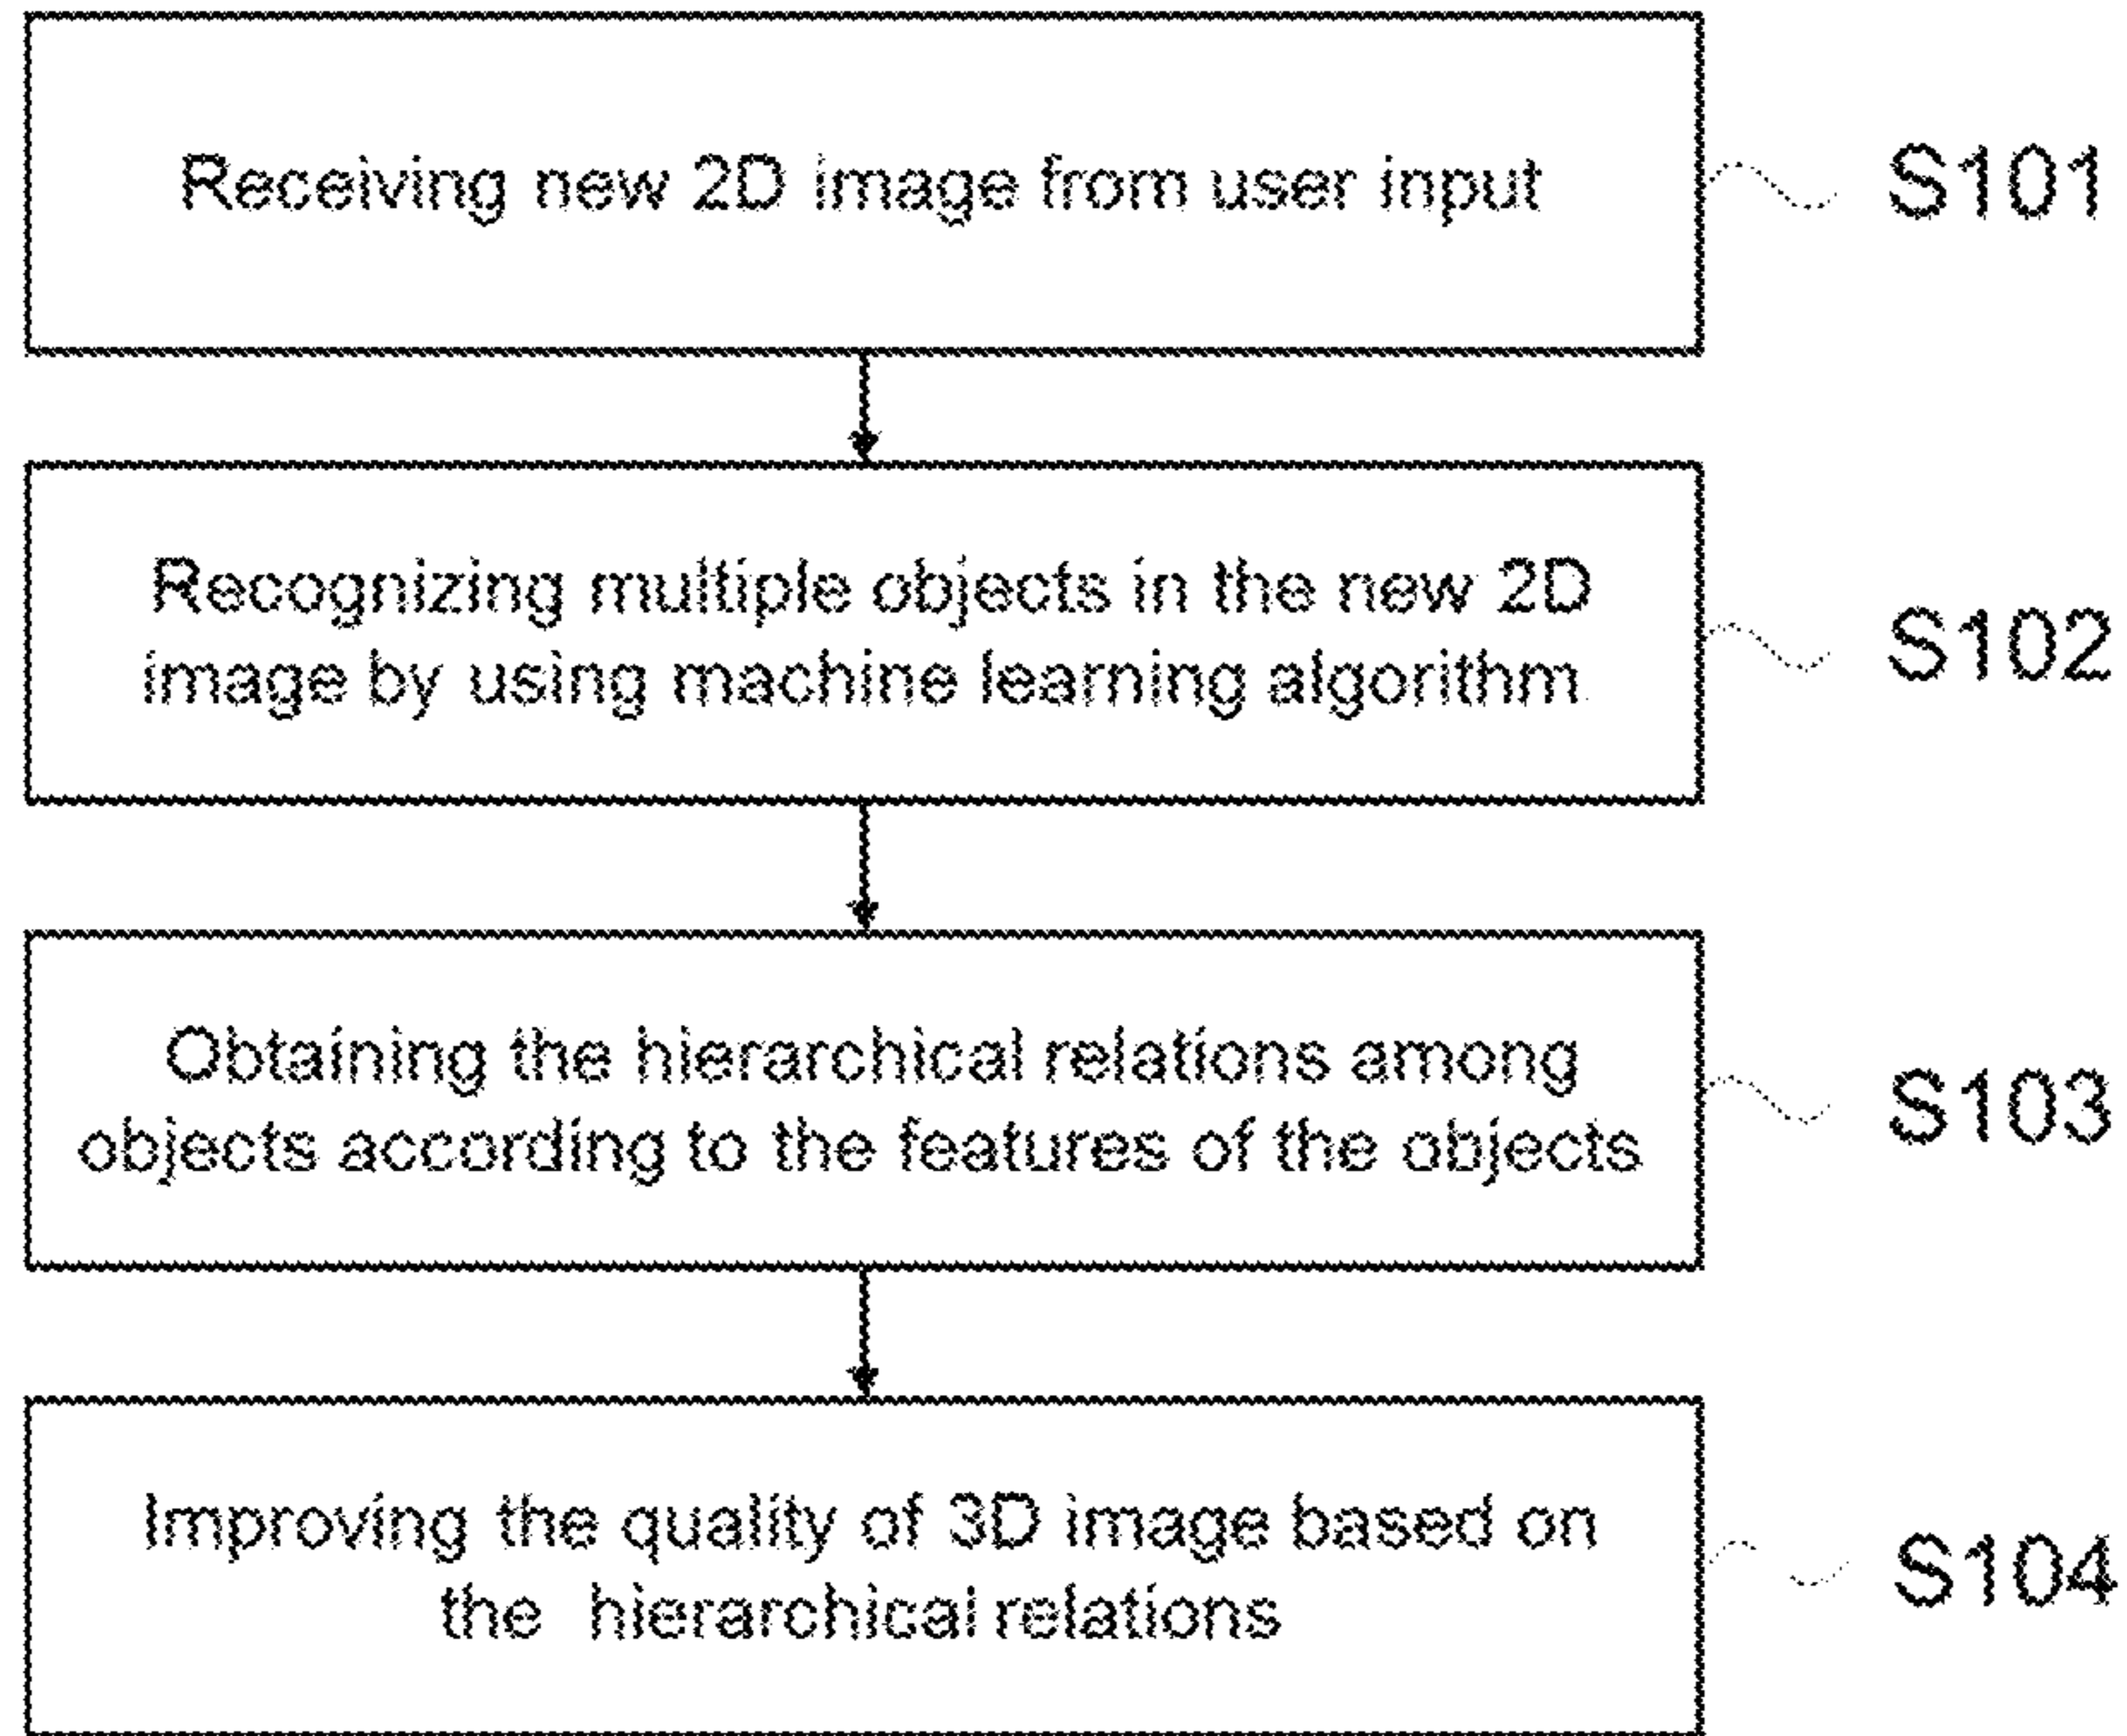 Receiving new 2D image from user input
S101
Recognizing multiple objects in the new 2D
image by using machine learning algorithm
S102
Obtaining the hierarchical relations among
objects according to the features of the objects
S103
Improving the quality of 3D image based on
the hierarchical relations
S104